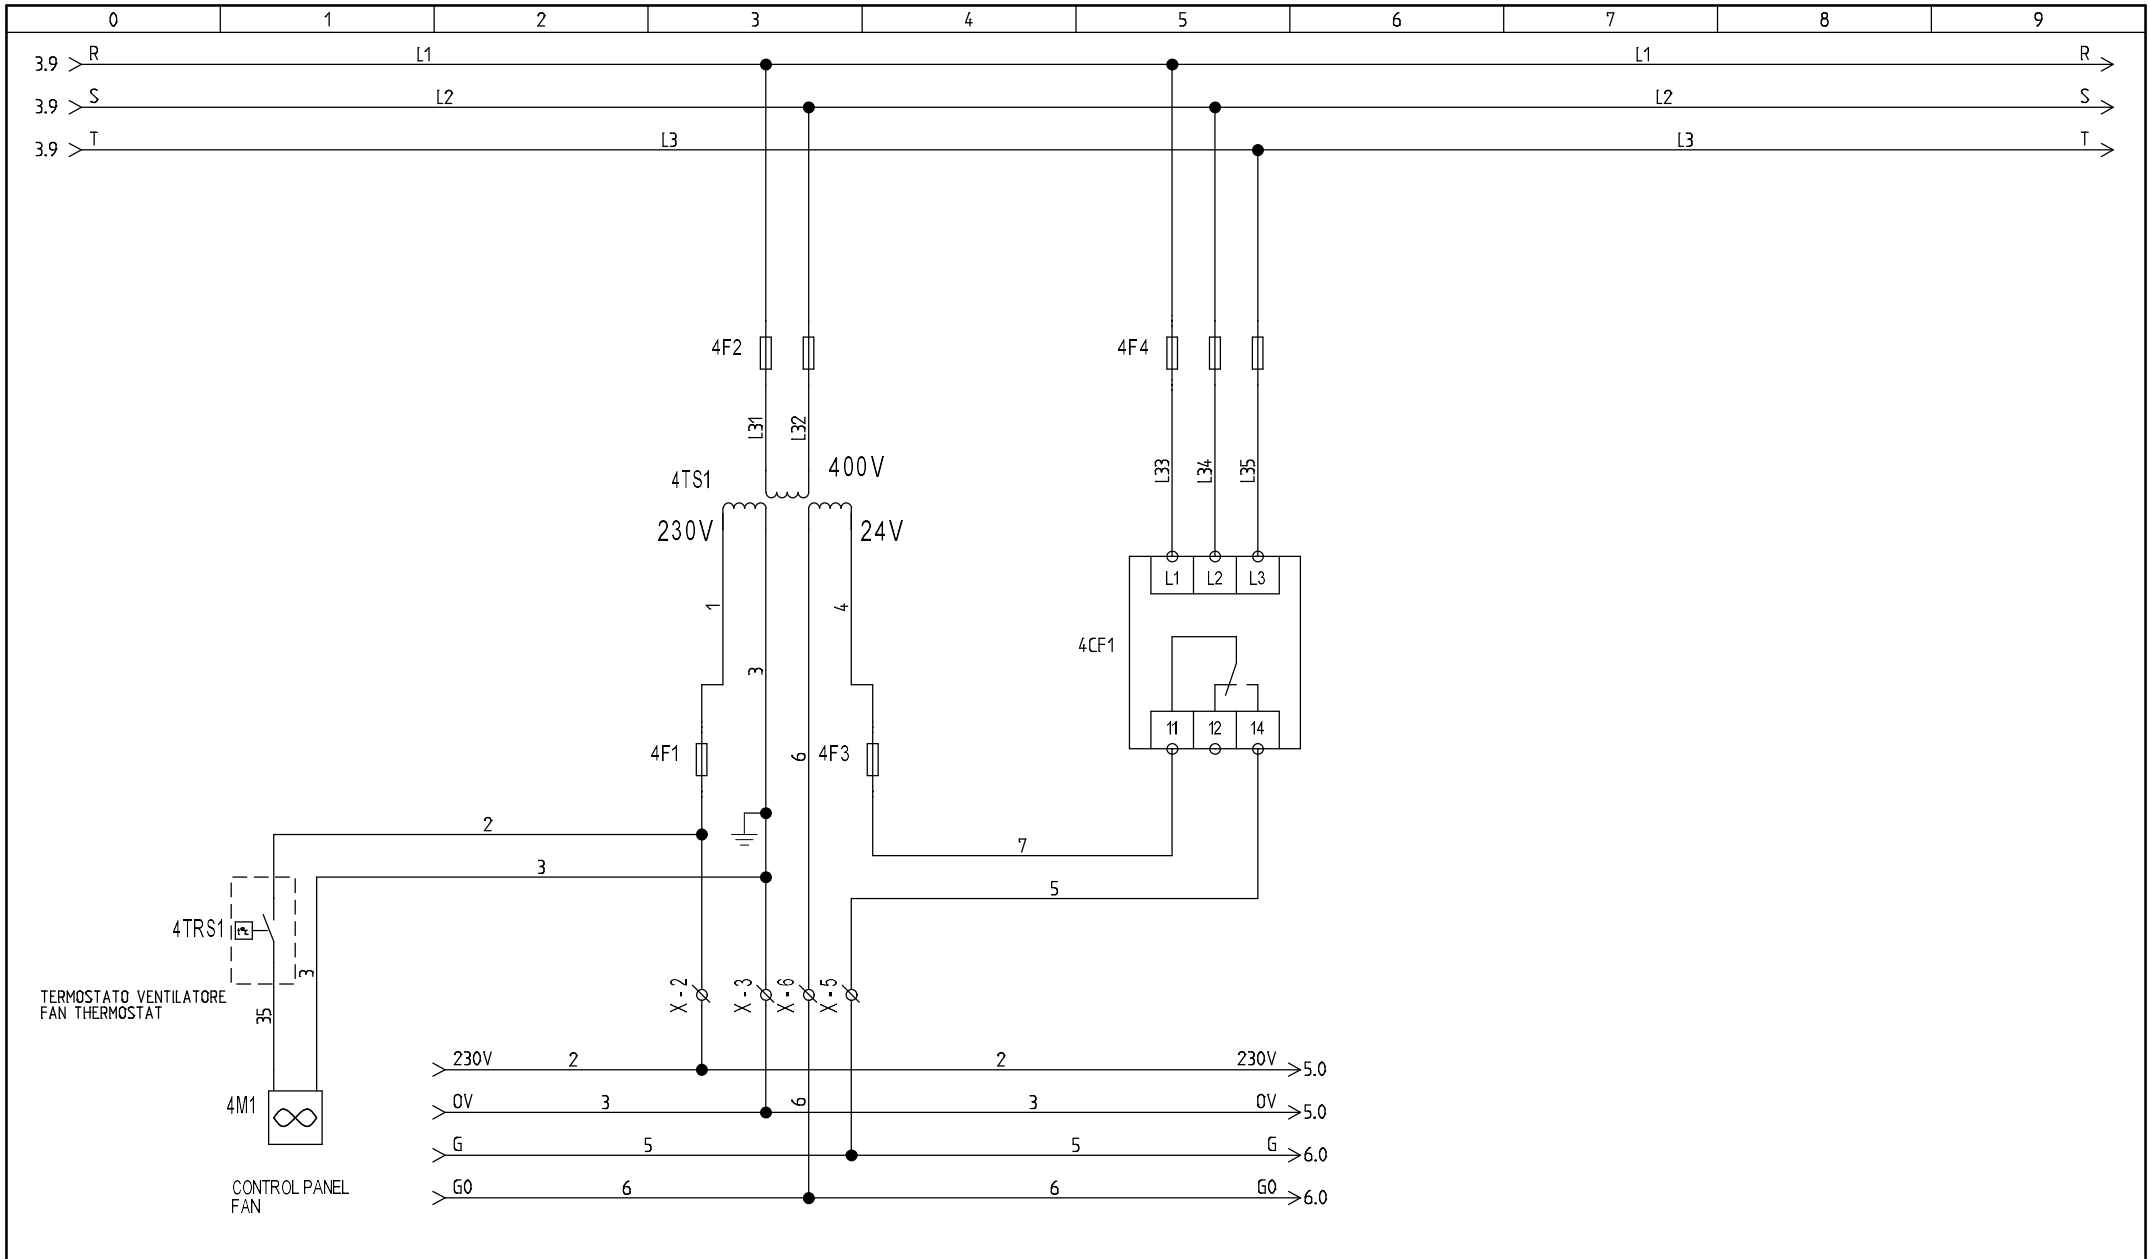 0 1 2 3 4 5 6 7 8 9
3.9 R L1 L1 R
3.9 S L2 L2 S
3.9 T L3 L3 T
4F2 4F4
L31 L32
4TS1 400V
L33 L34 L35
230V 24V
L1 L2 L3
1 4
4CF1
3
11 12 14
4F1 6 4F3
2
7
3
5
4TRS1 t°C
3
X-2 X-3 X-6 X-5
TERMOSTATO VENTILATORE
FAN THERMOSTAT
35
230V 2 2 230V 5.0
4M1
0V 3 6 3 0V 5.0
G 5 5 G 6.0
G0 6 6 G0 6.0
CONTROL PANEL
FAN